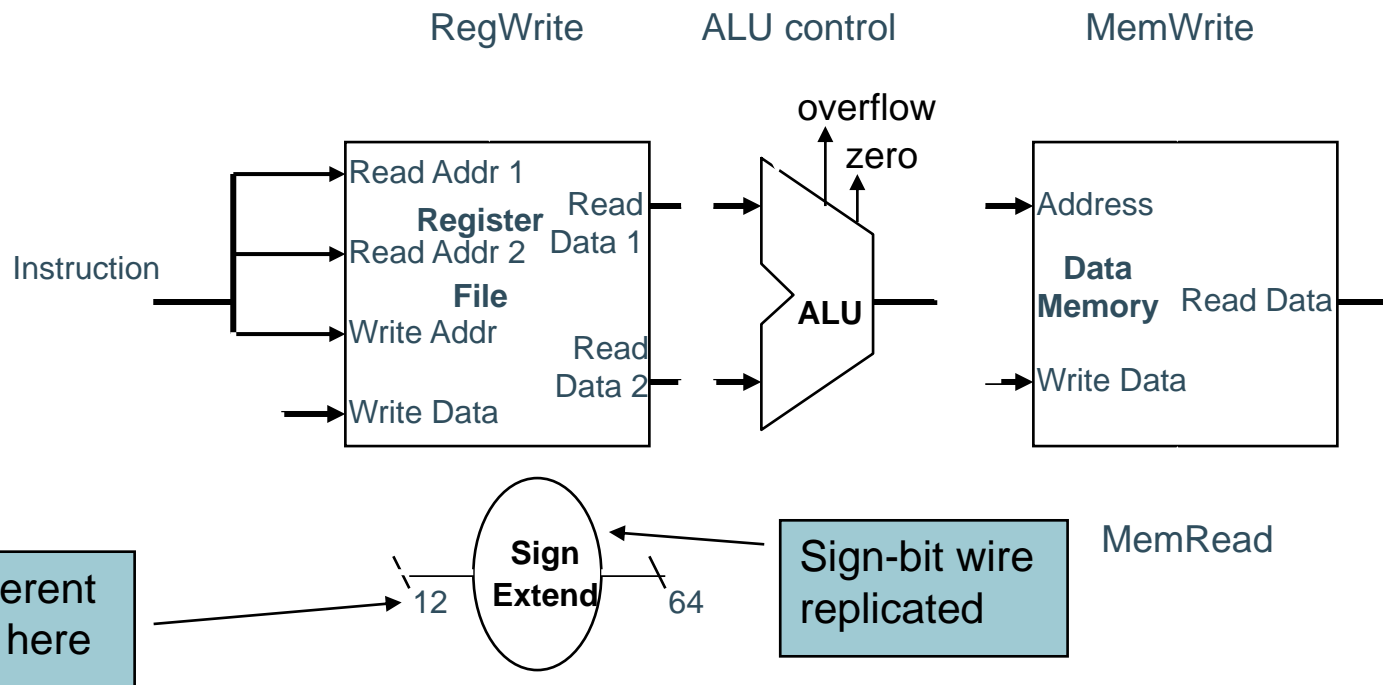 RegWrite
ALU control
MemWrite
overflow
zero
Read Addr 1
Register
Read Addr 2
File
Write Addr
Write Data
Read
Data 1
Read
Data 2
Instruction
ALU
Address
Data
Memory
Read Data
Write Data
Sign
Extend
12
64
Sign-bit wire
replicated
MemRead
erent
here